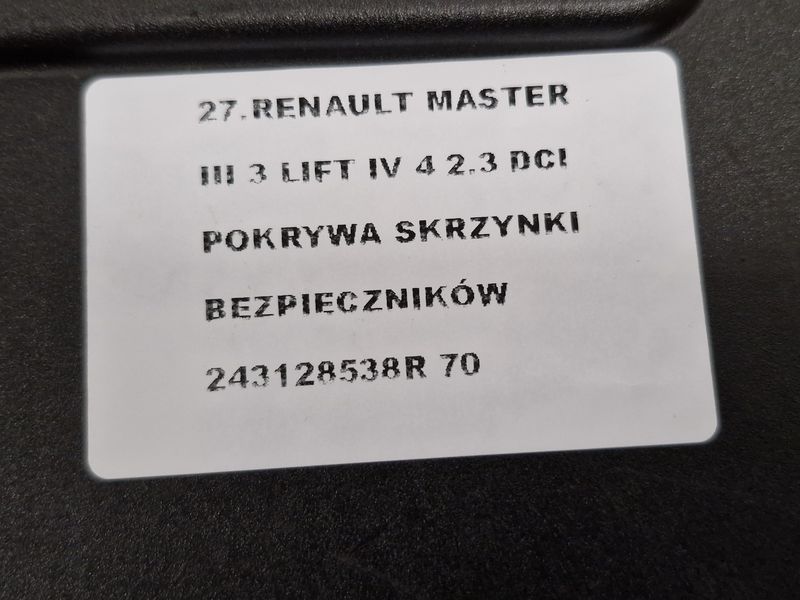 27.RENAULT MASTER
III 3 LIFT IV 4 2.3 DCI
POKRYWA SKRZYNKI
BEZPIECZNIKÓW
243128538R 70